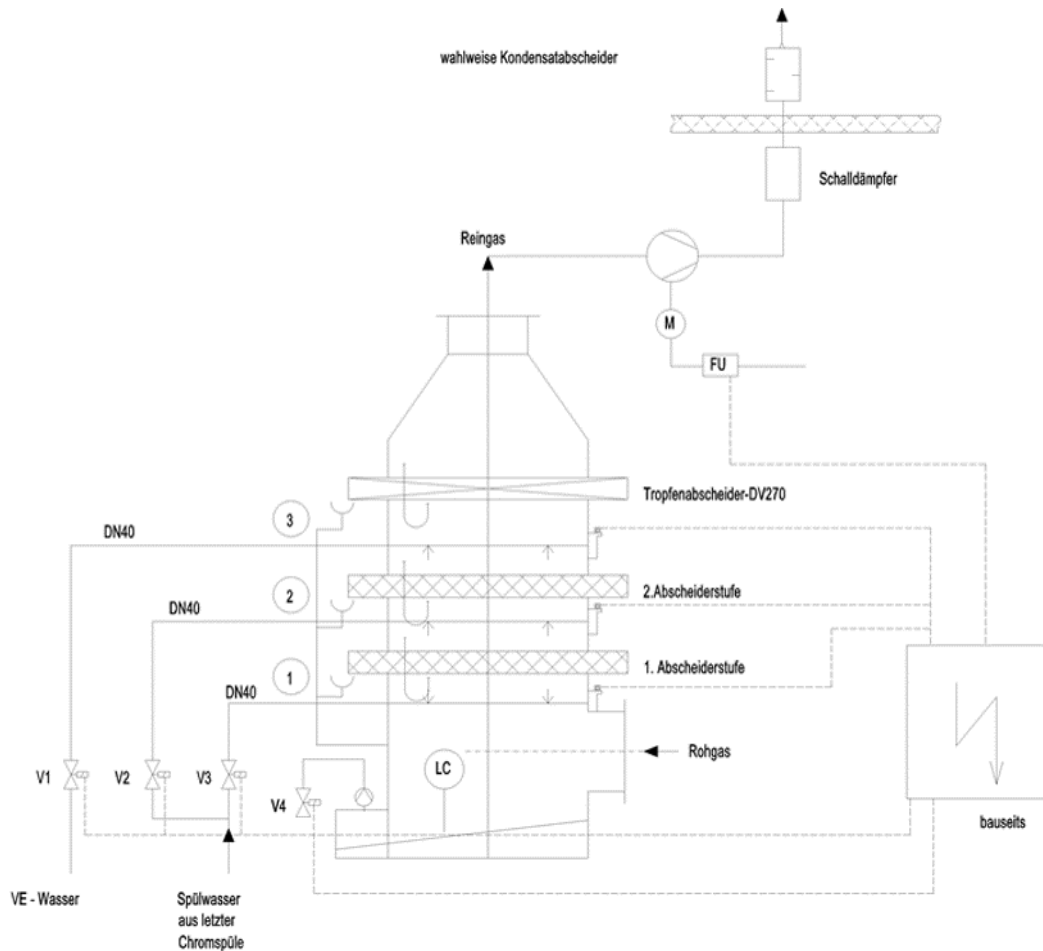 wahlweise Kondensatabscheider
Schalldämpfer
Reingas
M
FU
Tropfenabscheider-DV270
3
DN40
2
2.Abscheiderstufe
DN40
1
1. Abscheiderstufe
DN40
Rohgas
LC
V1
V2
V3
V4
bauseits
VE - Wasser
Spülwasser
aus letzter
Chromspüle